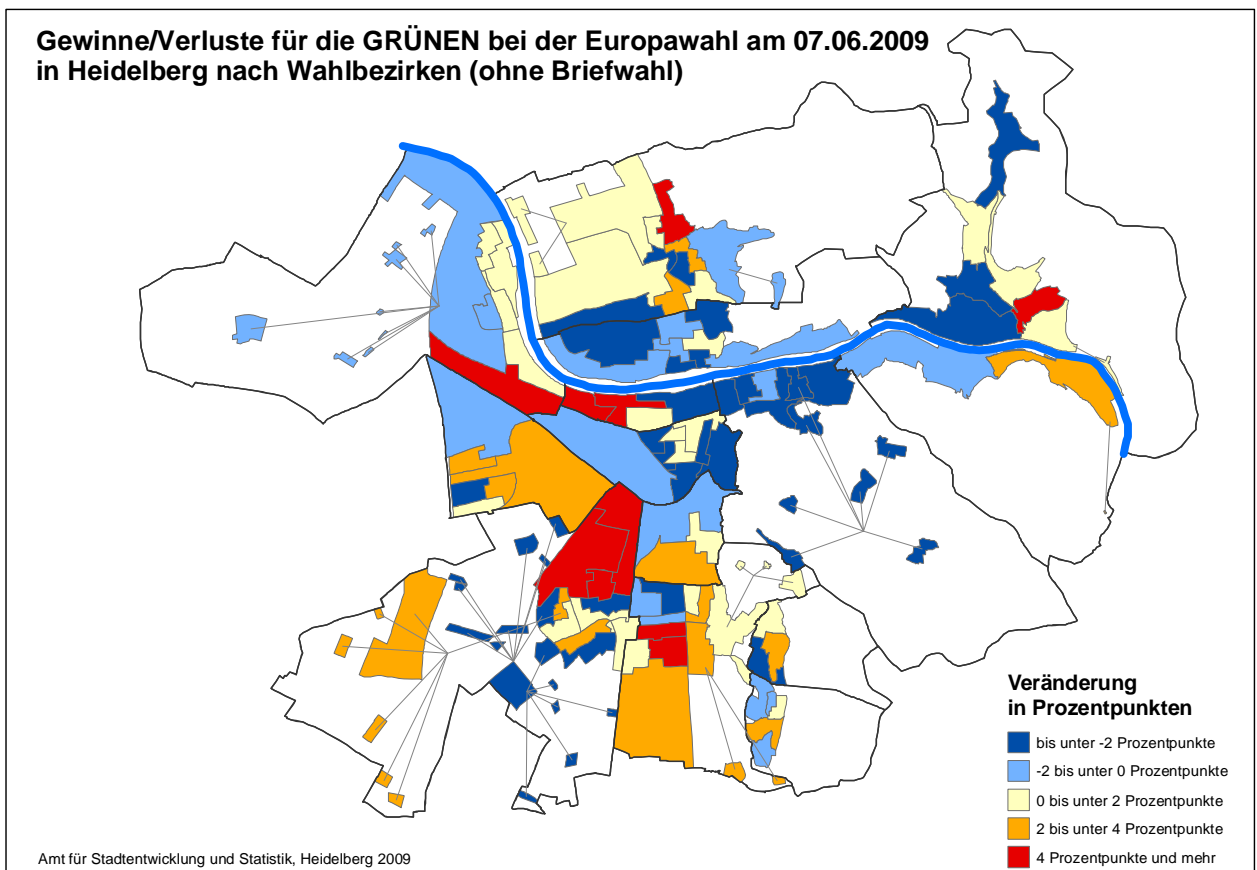 Gewinne/Verluste für die GRÜNEN bei der Europawahl am 07.06.2009
in Heidelberg nach Wahlbezirken (ohne Briefwahl)
Veränderung
in Prozentpunkten
bis unter -2 Prozentpunkte
-2 bis unter 0 Prozentpunkte
0 bis unter 2 Prozentpunkte
2 bis unter 4 Prozentpunkte
4 Prozentpunkte und mehr
Amt für Stadtentwicklung und Statistik, Heidelberg 2009